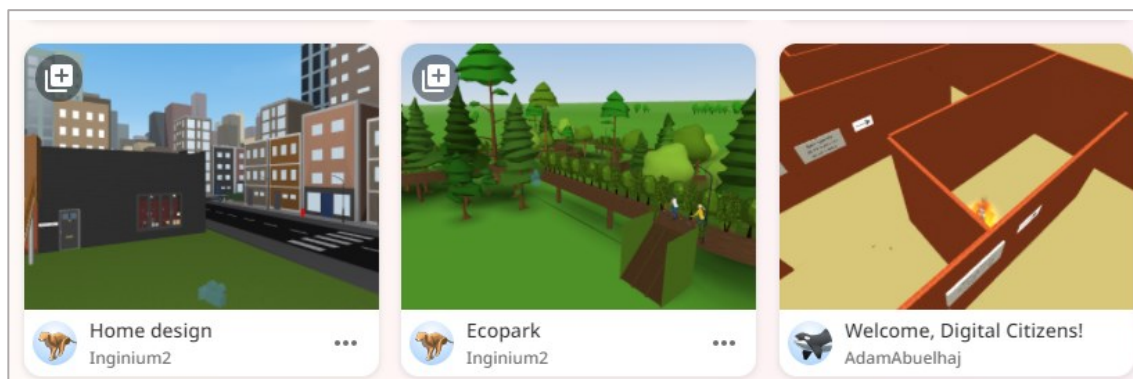 Home design
Inginium2
Ecopark
Inginium2
Welcome, Digital Citizens!
AdamAbuelhaj